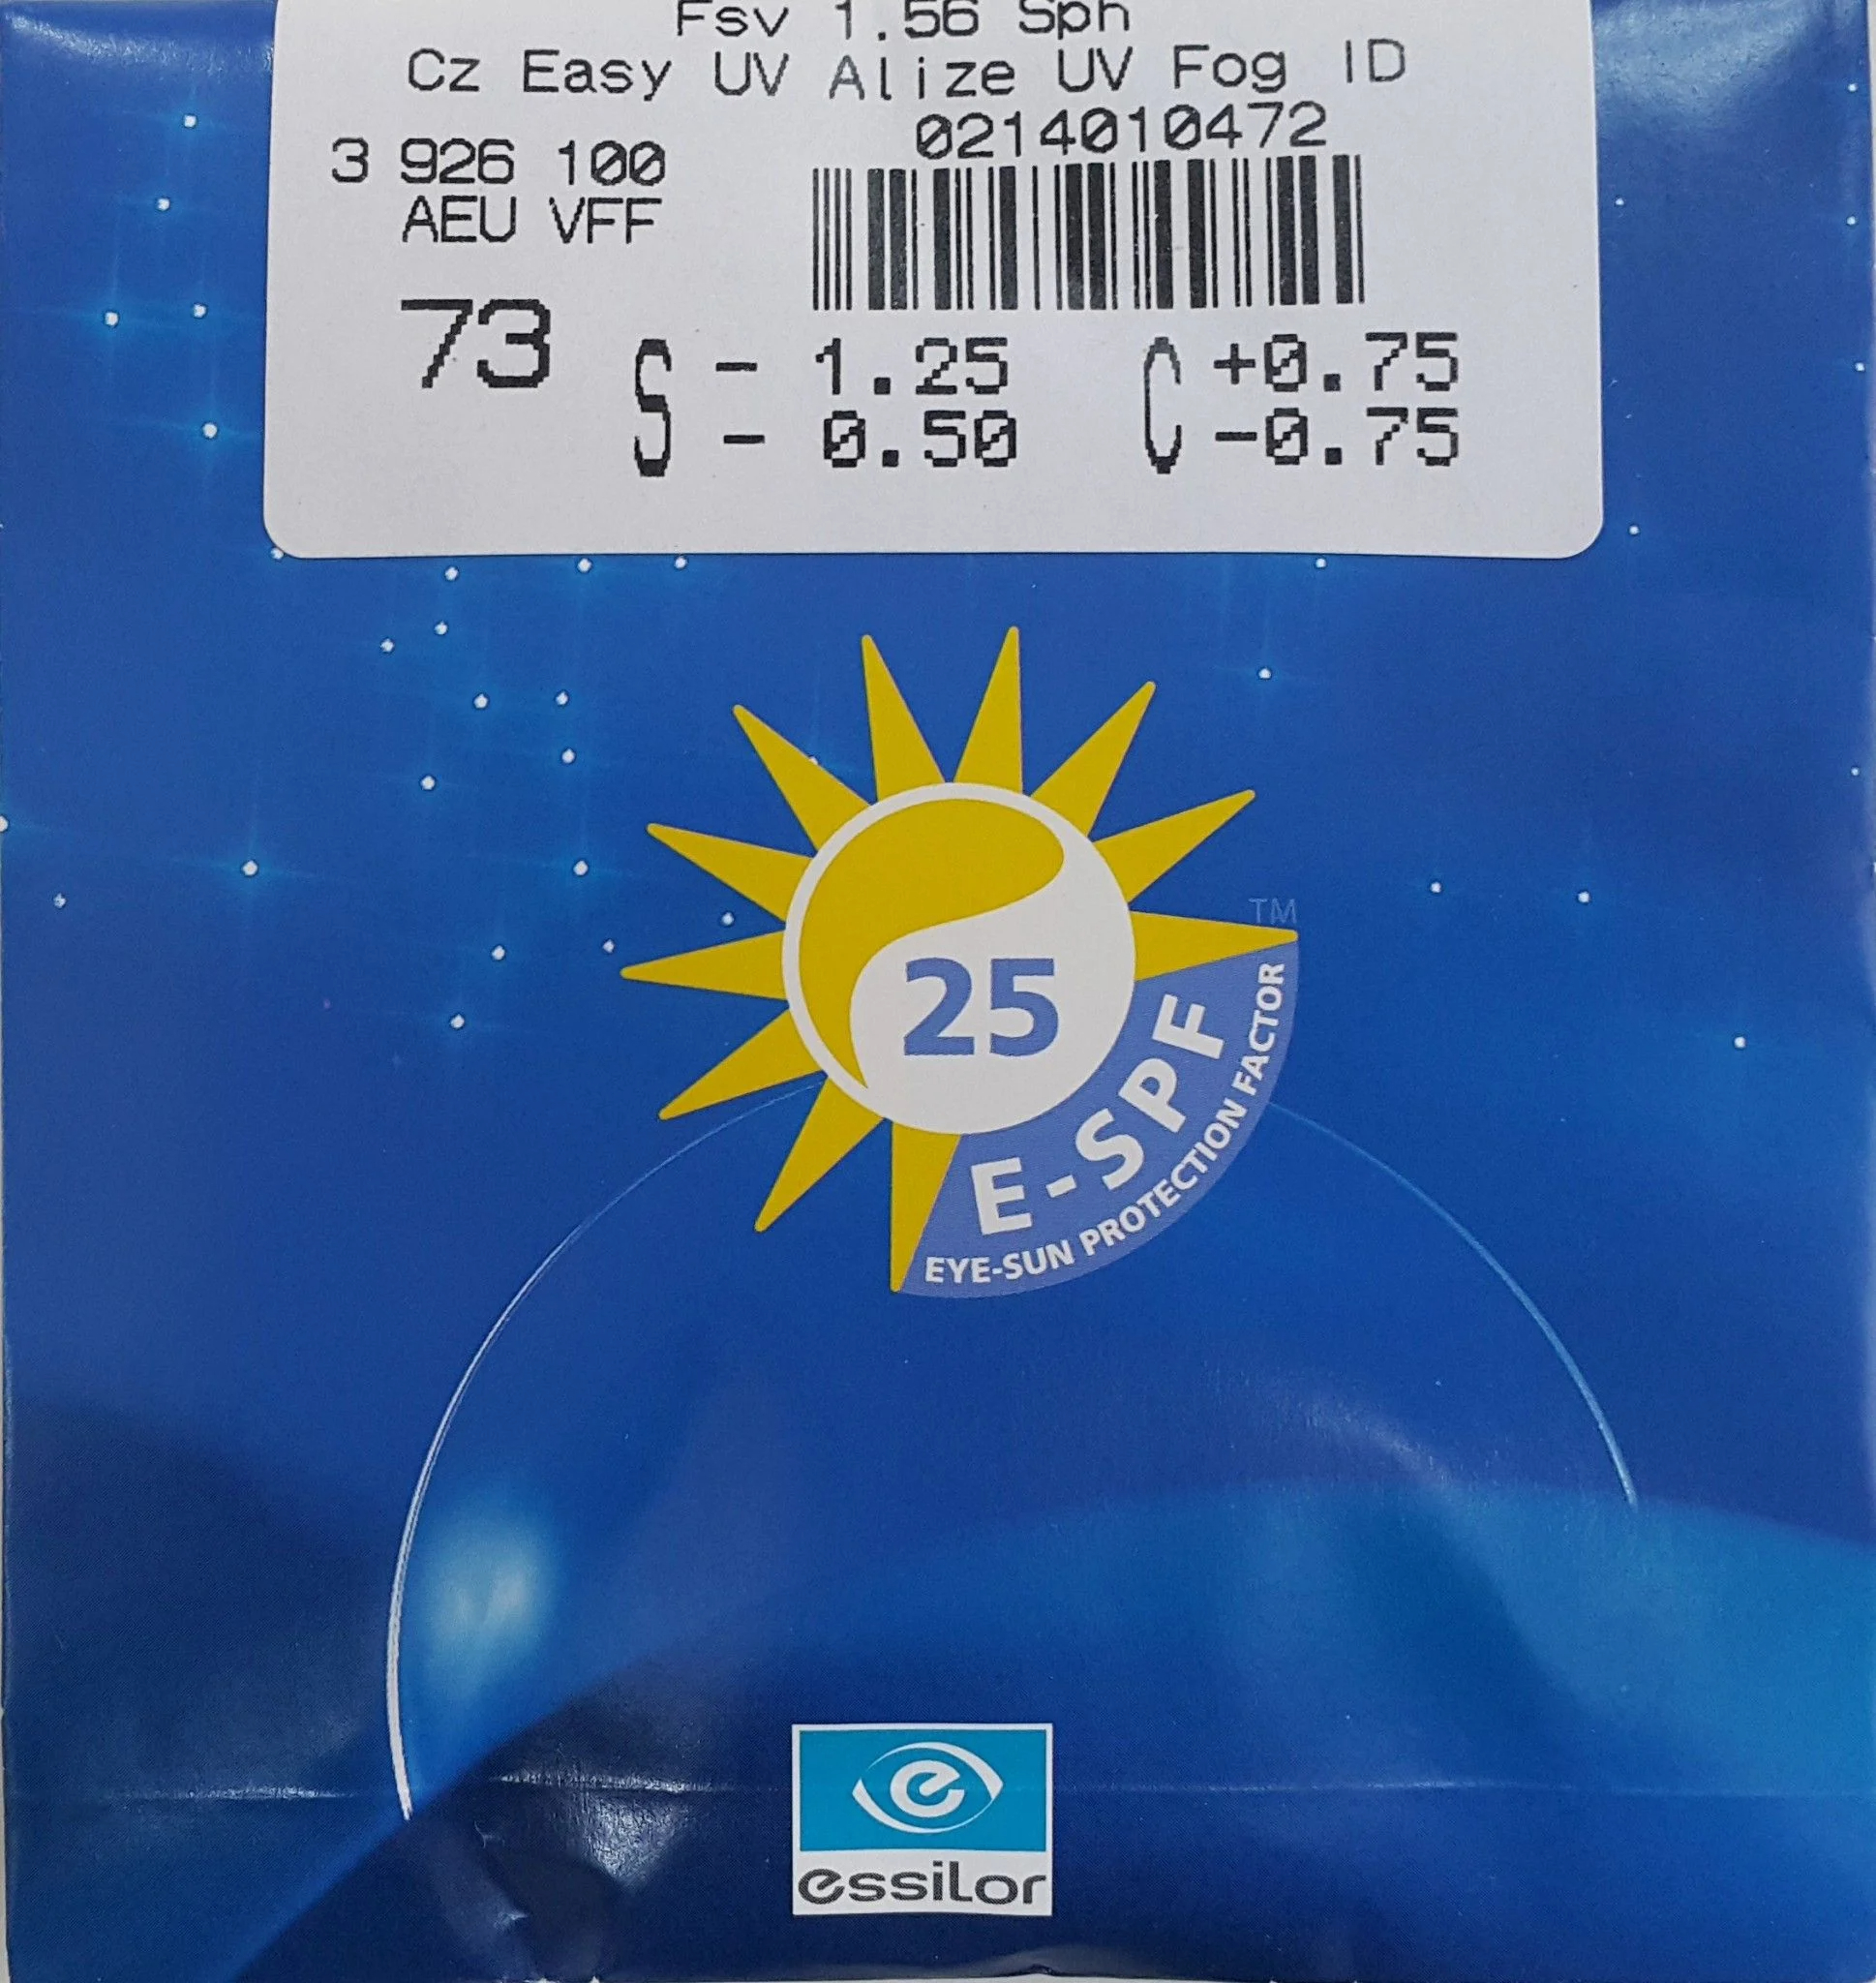 Fsv 1.56 Sph
Cz Easy UV Alize UV Fog ID
0214010472
3 926 100
AEU VFF
73 S - 1.25 C +0.75
- 0.50 -0.75
TM
25
E-SPF
EYE-SUN PROTECTION FACTOR
e
essilor